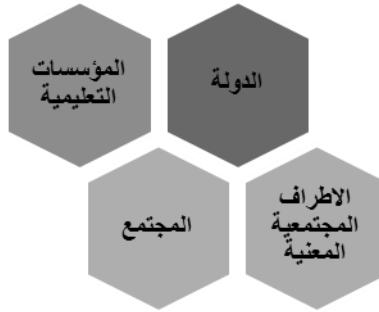 الدولة
المؤسسات
التعليمية
الاطراف
المجتمعية
المعنية
المجتمع